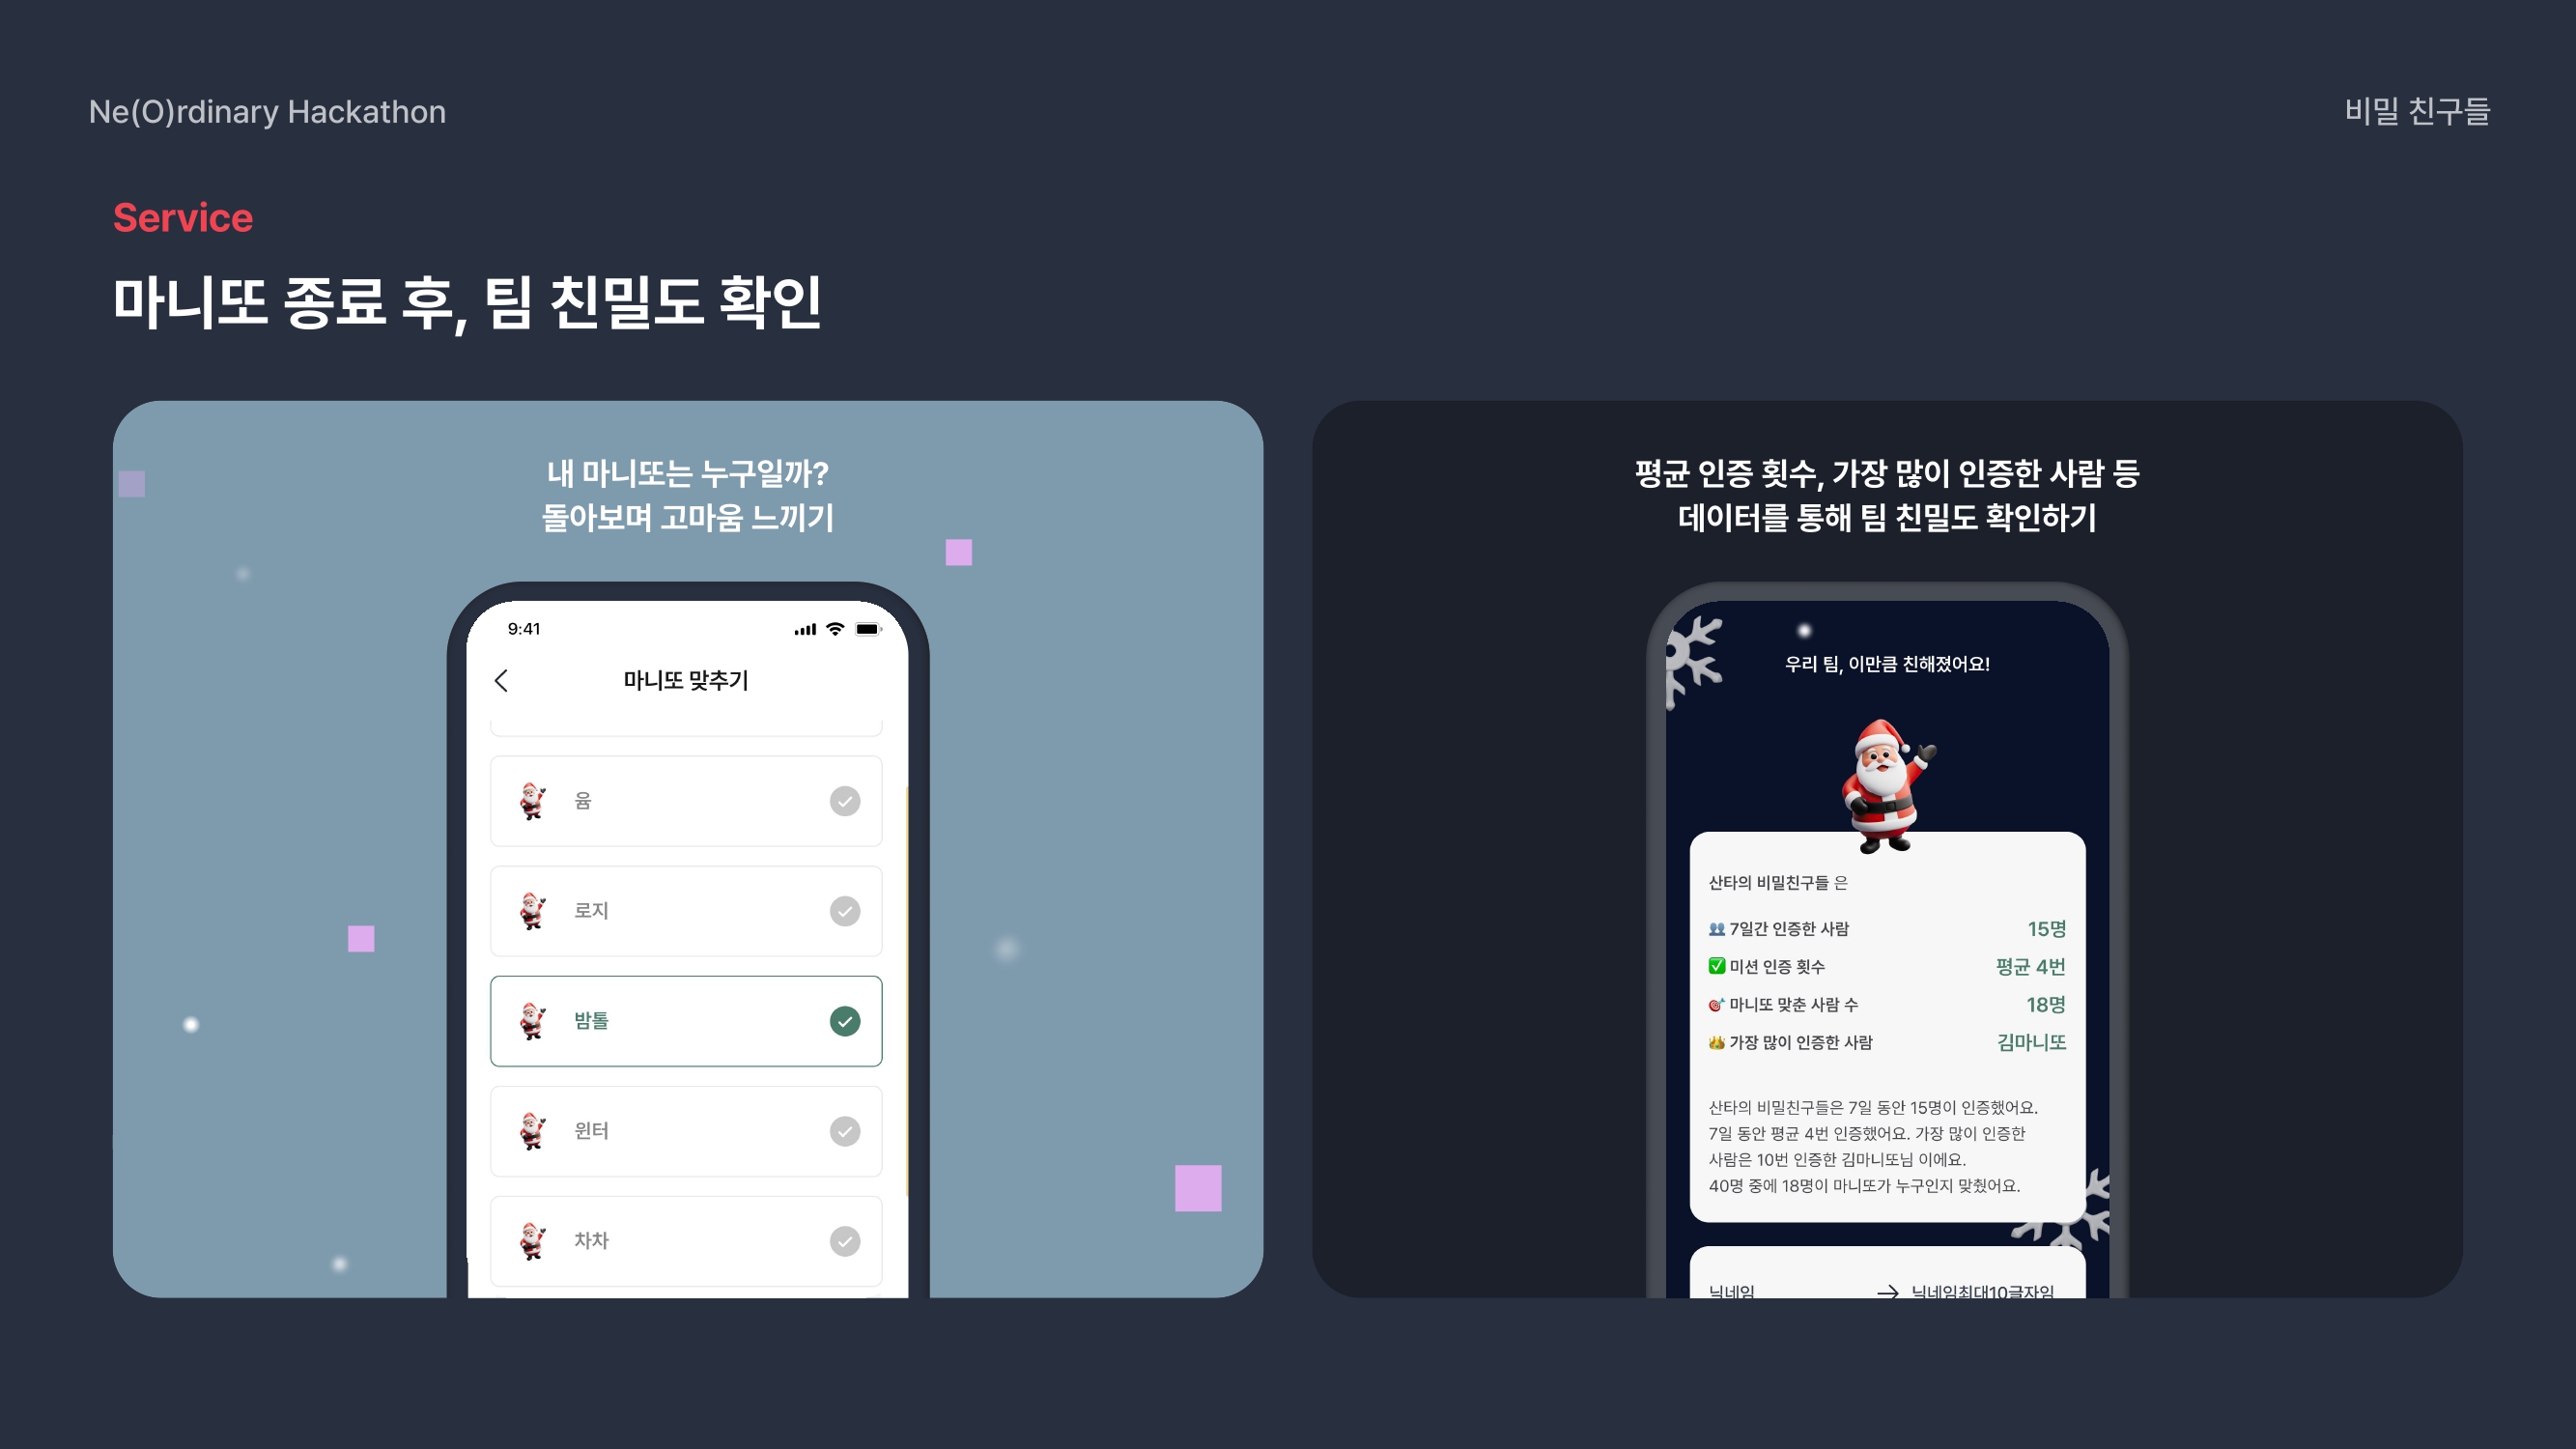 Ne(O)rdinary Hackathon
비밀 친구들
Service
마니또 종료 후, 팀 친밀도 확인
내 마니또는 누구일까?
돌아보며 고마움 느끼기
9:41
마니또 맞추기
윰
로지
밤톨
윈터
차차
평균 인증 횟수, 가장 많이 인증한 사람 등
데이터를 통해 팀 친밀도 확인하기
우리 팀, 이만큼 친해졌어요!
산타의 비밀친구들 은
👥 7일간 인증한 사람 15명
✅ 미션 인증 횟수 평균 4번
🎯 마니또 맞춘 사람 수 18명
👑 가장 많이 인증한 사람 김마니또
산타의 비밀친구들은 7일 동안 15명이 인증했어요.
7일 동안 평균 4번 인증했어요. 가장 많이 인증한
사람은 10번 인증한 김마니또님 이에요.
40명 중에 18명이 마니또가 누구인지 맞췄어요.
닉네임 → 닉네임최대10글자임